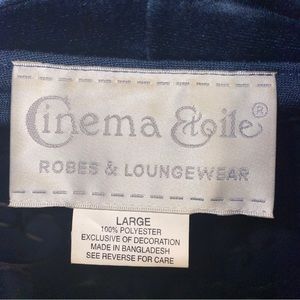 Cinema Etoile®
ROBES & LOUNGEWEAR
LARGE
100% POLYESTER
EXCLUSIVE OF DECORATION
MADE IN BANGLADESH
SEE REVERSE FOR CARE